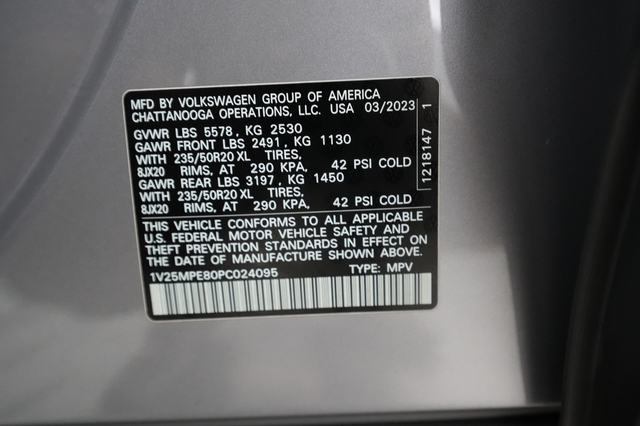 MFD BY VOLKSWAGEN GROUP OF AMERICA
CHATTANOOGA OPERATIONS, LLC. USA 03/2023
GVWR LBS 5578, KG 2530
GAWR FRONT LBS 2491, KG 1130
WITH 235/50R20 XL TIRES,
8JX20 RIMS, AT 290 KPA, 42 PSI COLD
GAWR REAR LBS 3197, KG 1450
WITH 235/50R20 XL TIRES,
8JX20 RIMS, AT 290 KPA, 42 PSI COLD
THIS VEHICLE CONFORMS TO ALL APPLICABLE
U.S. FEDERAL MOTOR VEHICLE SAFETY AND
THEFT PREVENTION STANDARDS IN EFFECT ON
THE DATE OF MANUFACTURE SHOWN ABOVE
1V25MPE80PC024095 TYPE: MPV
1218147 1